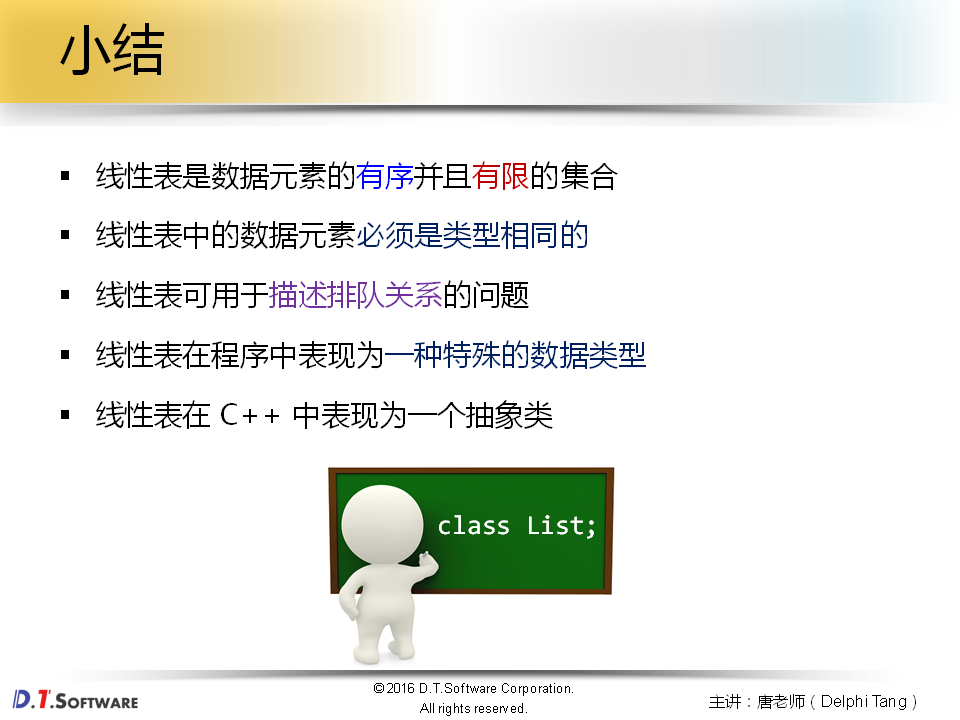 小结
▪ 线性表是数据元素的有序并且有限的集合
▪ 线性表中的数据元素必须是类型相同的
▪ 线性表可用于描述排队关系的问题
▪ 线性表在程序中表现为一种特殊的数据类型
▪ 线性表在 C++ 中表现为一个抽象类
class List;
D.T.SOFTWARE
©2016 D.T.Software Corporation.
All rights reserved.
主讲：唐老师（Delphi Tang）